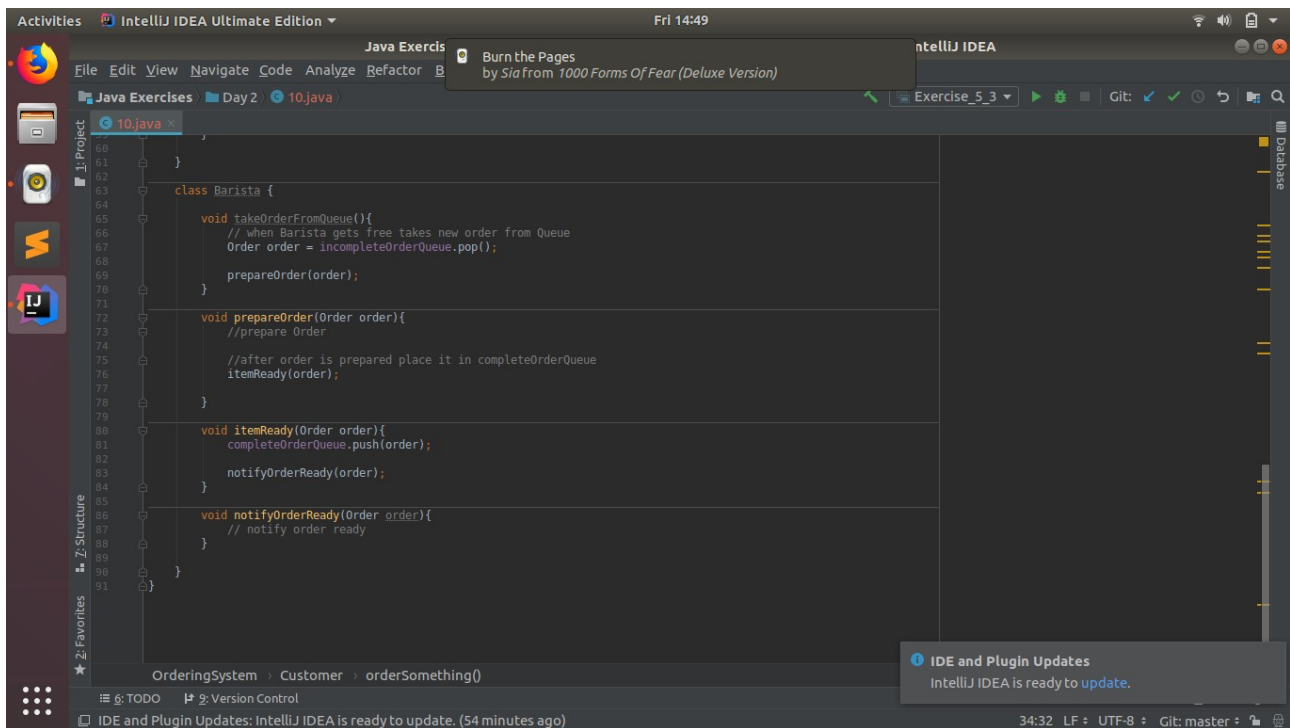 Activities IntelliJ IDEA Ultimate Edition Fri 14:49
Java Exercis ntelliJ IDEA
Burn the Pages
by Sia from 1000 Forms Of Fear (Deluxe Version)
File Edit View Navigate Code Analyze Refactor B
Java Exercises Day 2 10.java Exercise_5_3 Git:
1: Project
10.java
Database
60
61 }
62
63 class Barista {
64
65 void takeOrderFromQueue(){
66 // when Barista gets free takes new order from Queue
67 Order order = incompleteOrderQueue.pop();
68
69 prepareOrder(order);
70 }
71
72 void prepareOrder(Order order){
73 //prepare Order
74
75 //after order is prepared place it in completeOrderQueue
76 itemReady(order);
77
78 }
79
80 void itemReady(Order order){
81 completeOrderQueue.push(order);
82
83 notifyOrderReady(order);
84 }
85
86 void notifyOrderReady(Order order){
87 // notify order ready
88 }
89
90 }
91 }
7: Structure
2: Favorites
IJ
OrderingSystem › Customer › orderSomething()
IDE and Plugin Updates
IntelliJ IDEA is ready to update.
6: TODO 9: Version Control
IDE and Plugin Updates: IntelliJ IDEA is ready to update. (54 minutes ago) 34:32 LF UTF-8 Git: master